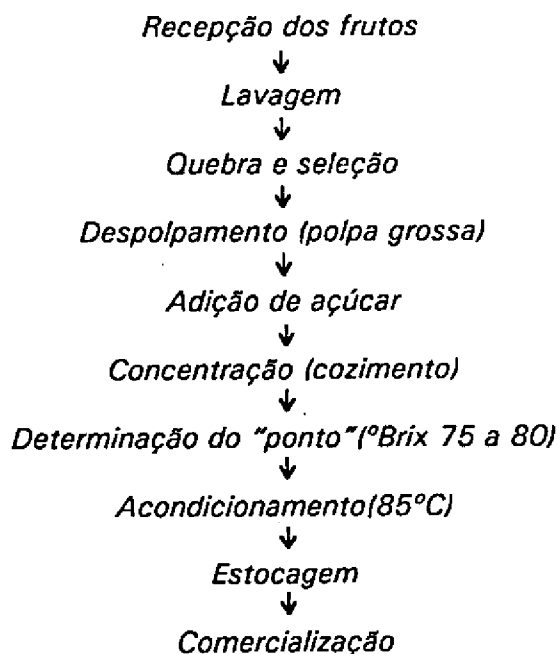 Recepção dos frutos
↓
Lavagem
↓
Quebra e seleção
↓
Despolpamento (polpa grossa)
↓
Adição de açúcar
↓
Concentração (cozimento)
↓
Determinação do "ponto"(ºBrix 75 a 80)
↓
Acondicionamento(85ºC)
↓
Estocagem
↓
Comercialização